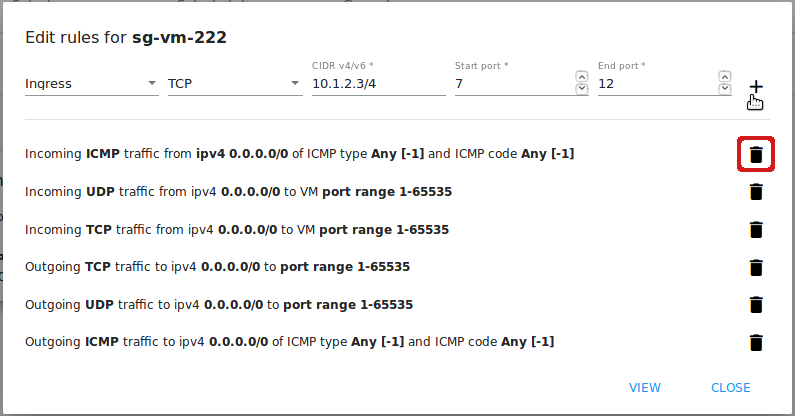 Edit rules for sg-vm-222
CIDR v4/v6 * Start port * End port *
Ingress TCP 10.1.2.3/4 7 12
Incoming ICMP traffic from ipv4 0.0.0.0/0 of ICMP type Any [-1] and ICMP code Any [-1]
Incoming UDP traffic from ipv4 0.0.0.0/0 to VM port range 1-65535
Incoming TCP traffic from ipv4 0.0.0.0/0 to VM port range 1-65535
Outgoing TCP traffic to ipv4 0.0.0.0/0 to port range 1-65535
Outgoing UDP traffic to ipv4 0.0.0.0/0 to port range 1-65535
Outgoing ICMP traffic to ipv4 0.0.0.0/0 of ICMP type Any [-1] and ICMP code Any [-1]
VIEW CLOSE